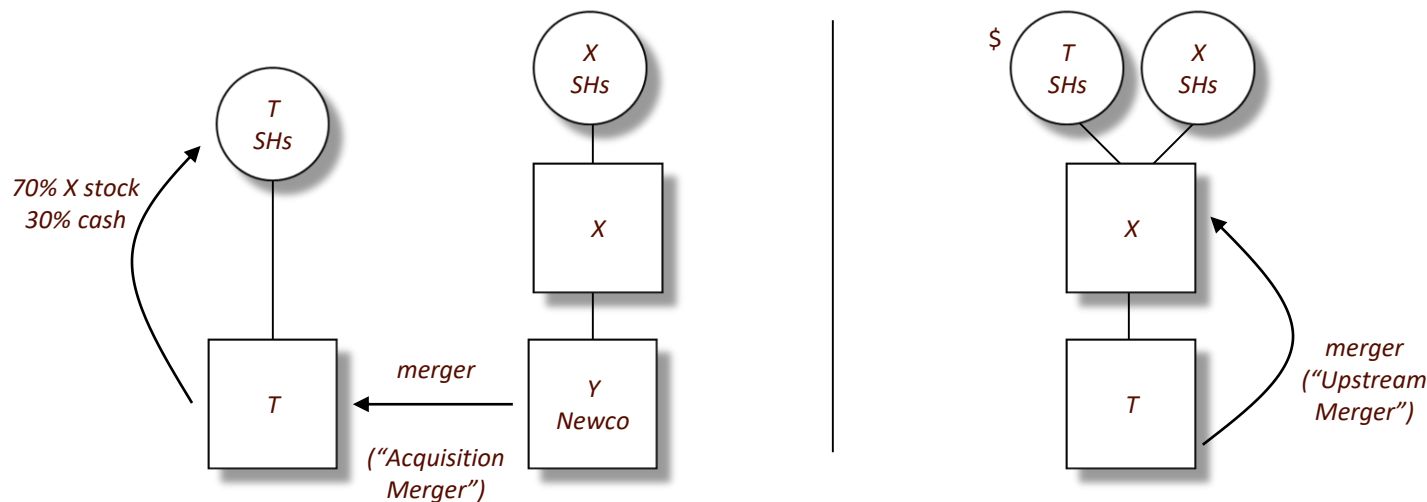 T
SHs
70% X stock
30% cash
T
merger
(“Acquisition
Merger”)
X
SHs
X
Y
Newco
$
T
SHs
X
SHs
X
T
merger
(“Upstream
Merger”)